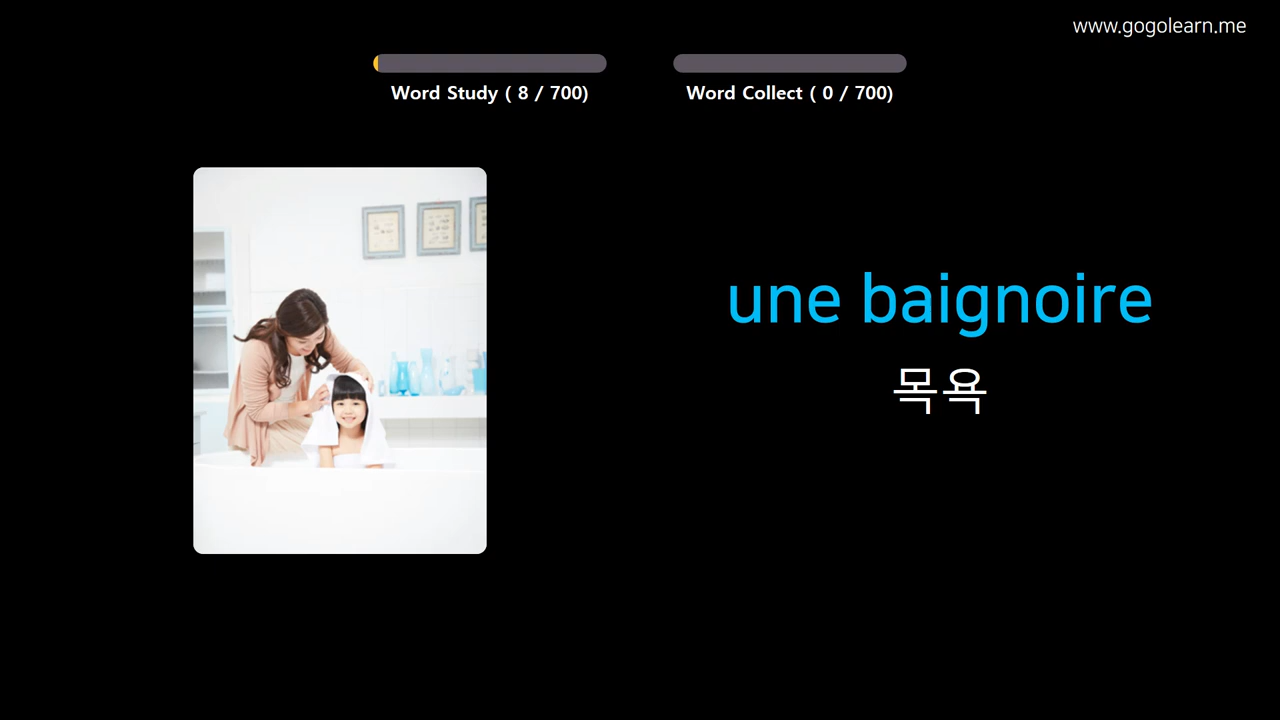 www.gogolearn.me
Word Study ( 8 / 700)
Word Collect ( 0 / 700)
une baignoire
목욕